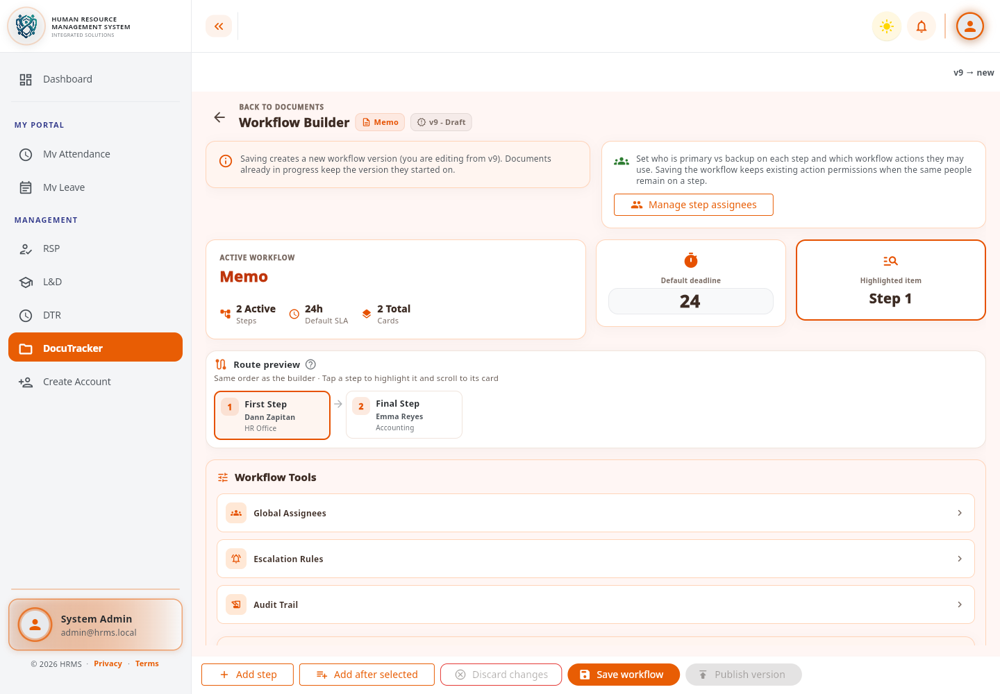 HUMAN RESOURCE
MANAGEMENT SYSTEM
INTEGRATED SOLUTIONS
Dashboard
MY PORTAL
My Attendance
My Leave
MANAGEMENT
RSP
L&D
DTR
DocuTracker
Create Account
System Admin
admin@hrms.local
© 2026 HRMS · Privacy · Terms
v9 → new
BACK TO DOCUMENTS
Workflow Builder
Memo
v9 - Draft
Saving creates a new workflow version (you are editing from v9). Documents
already in progress keep the version they started on.
Set who is primary vs backup on each step and which workflow actions they may
use. Saving the workflow keeps existing action permissions when the same people
remain on a step.
Manage step assignees
ACTIVE WORKFLOW
Memo
2 Active
Steps
24h
Default SLA
2 Total
Cards
Default deadline
24
Highlighted item
Step 1
Route preview
Same order as the builder · Tap a step to highlight it and scroll to its card
1
First Step
Dann Zapitan
HR Office
2
Final Step
Emma Reyes
Accounting
Workflow Tools
Global Assignees
Escalation Rules
Audit Trail
Add step
Add after selected
Discard changes
Save workflow
Publish version